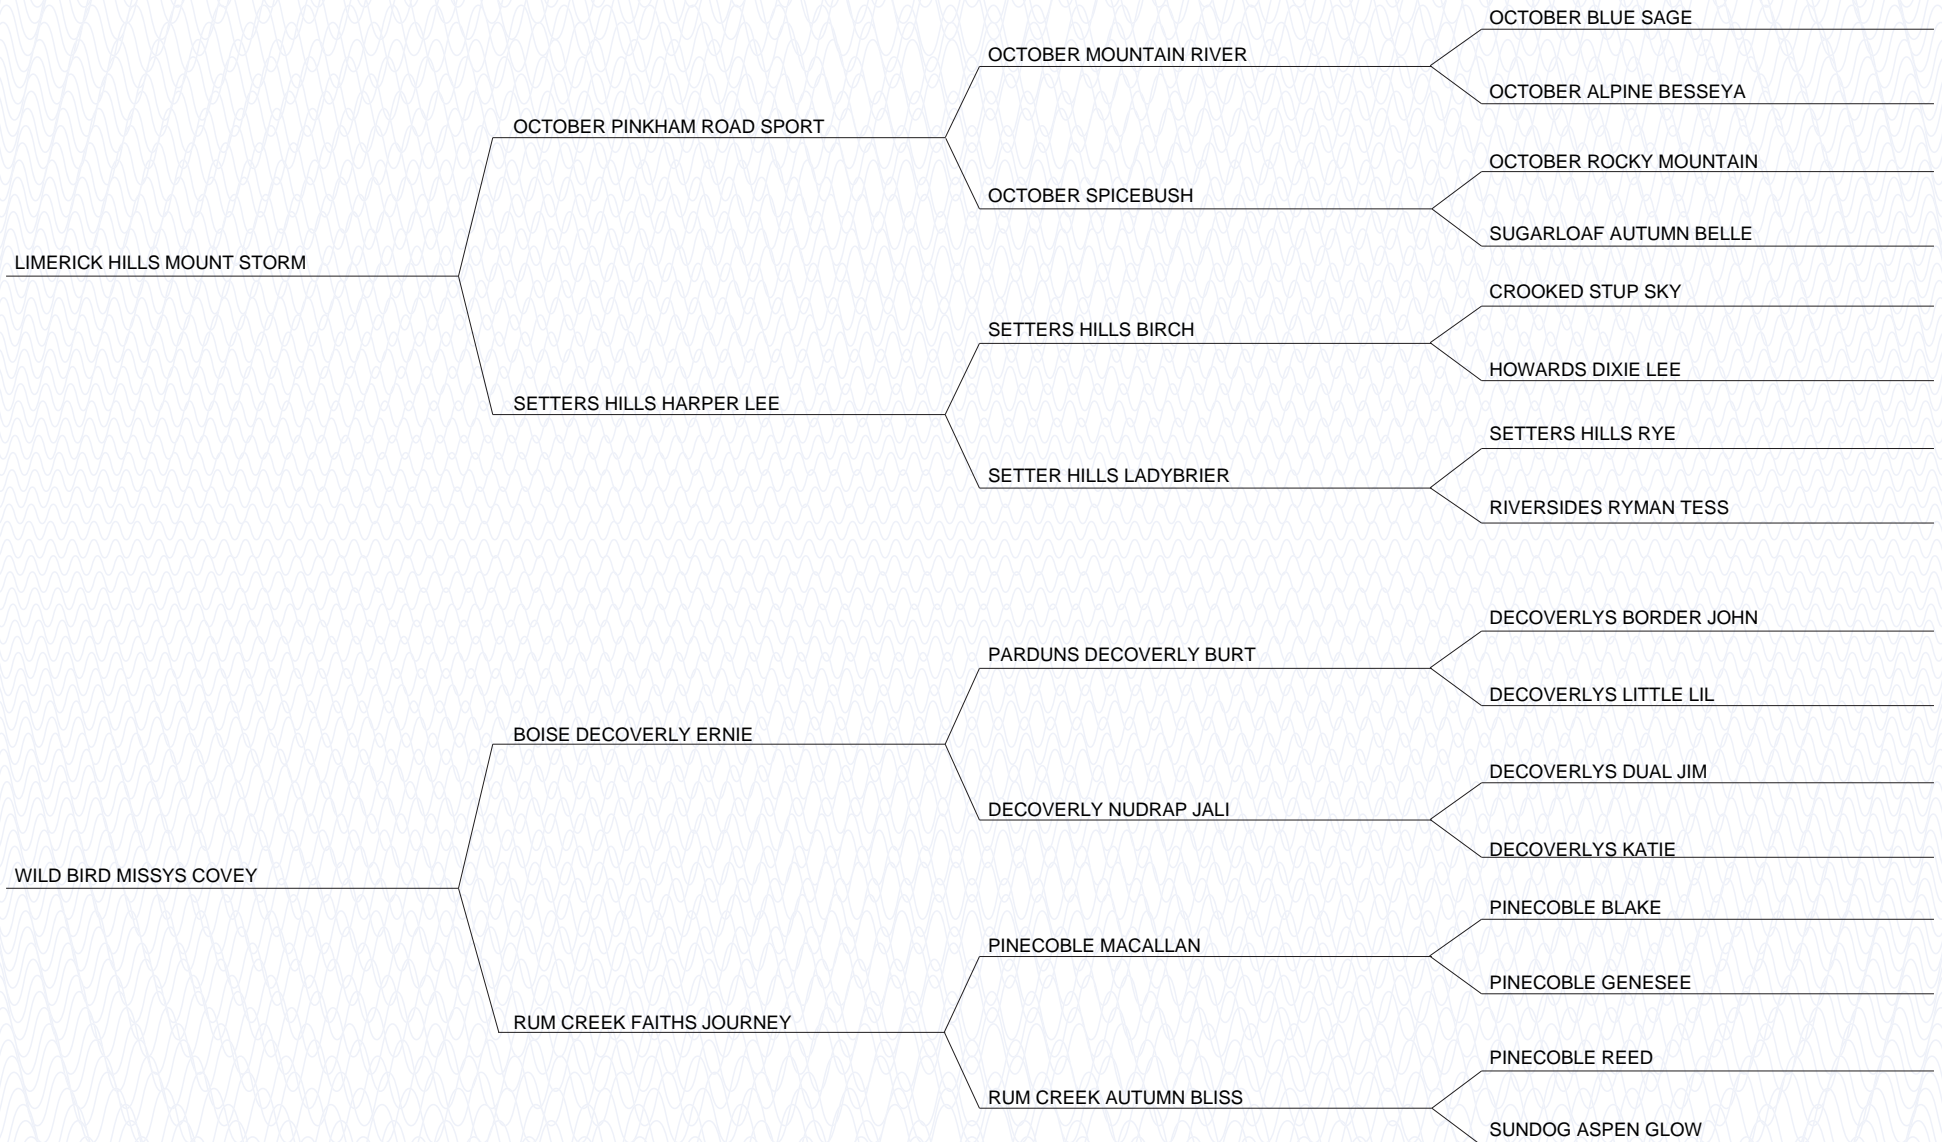 OCTOBER BLUE SAGE
OCTOBER MOUNTAIN RIVER
OCTOBER ALPINE BESSEYA
OCTOBER PINKHAM ROAD SPORT
OCTOBER ROCKY MOUNTAIN
OCTOBER SPICEBUSH
SUGARLOAF AUTUMN BELLE
LIMERICK HILLS MOUNT STORM
CROOKED STUP SKY
SETTERS HILLS BIRCH
HOWARDS DIXIE LEE
SETTERS HILLS HARPER LEE
SETTERS HILLS RYE
SETTER HILLS LADYBRIER
RIVERSIDES RYMAN TESS
DECOVERLYS BORDER JOHN
PARDUNS DECOVERLY BURT
DECOVERLYS LITTLE LIL
BOISE DECOVERLY ERNIE
DECOVERLYS DUAL JIM
DECOVERLY NUDRAP JALI
DECOVERLYS KATIE
WILD BIRD MISSYS COVEY
PINECOBLE BLAKE
PINECOBLE MACALLAN
PINECOBLE GENESEE
RUM CREEK FAITHS JOURNEY
PINECOBLE REED
RUM CREEK AUTUMN BLISS
SUNDOG ASPEN GLOW